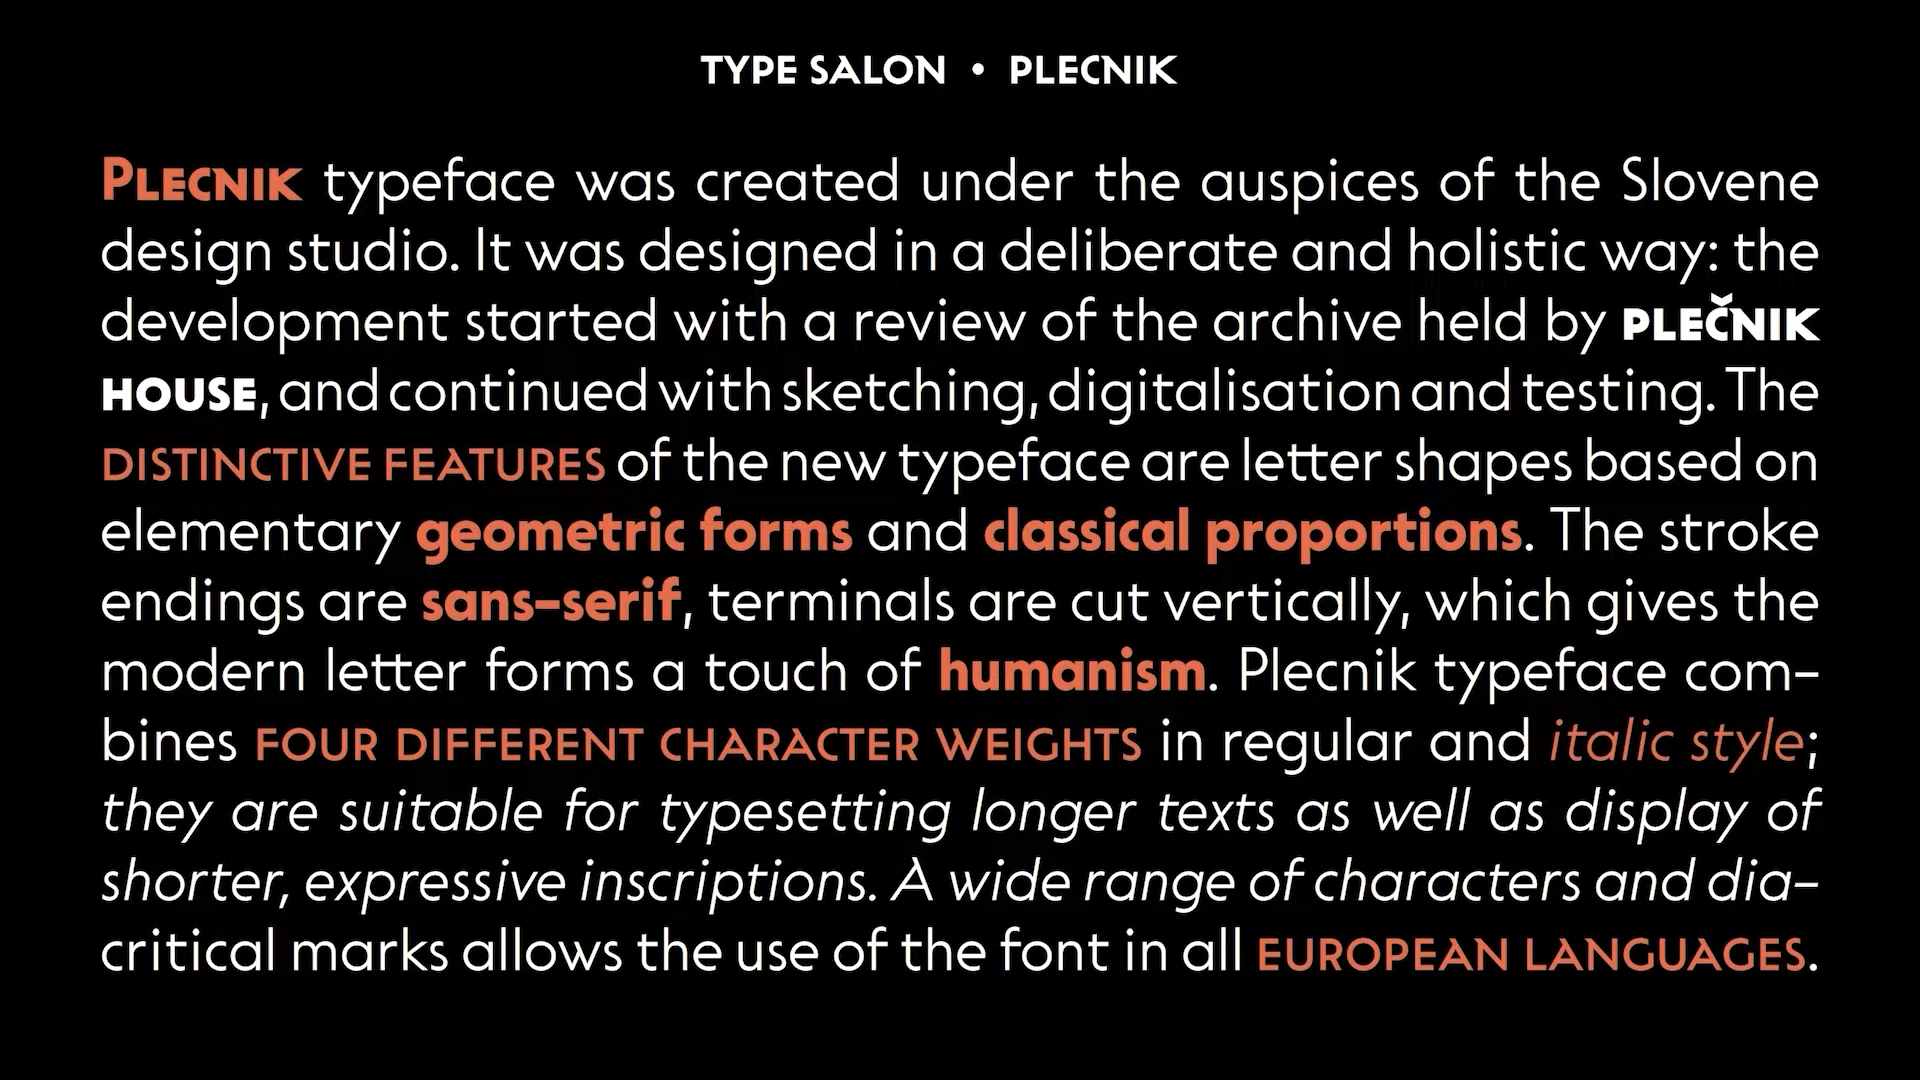 TYPE SALON • PLECNIK
PLECNIK typeface was created under the auspices of the Slovene
design studio. It was designed in a deliberate and holistic way: the
development started with a review of the archive held by PLEČNIK
HOUSE, and continued with sketching, digitalisation and testing. The
DISTINCTIVE FEATURES of the new typeface are letter shapes based on
elementary geometric forms and classical proportions. The stroke
endings are sans-serif, terminals are cut vertically, which gives the
modern letter forms a touch of humanism. Plecnik typeface com-
bines FOUR DIFFERENT CHARACTER WEIGHTS in regular and italic style;
they are suitable for typesetting longer texts as well as display of
shorter, expressive inscriptions. A wide range of characters and dia-
critical marks allows the use of the font in all EUROPEAN LANGUAGES.